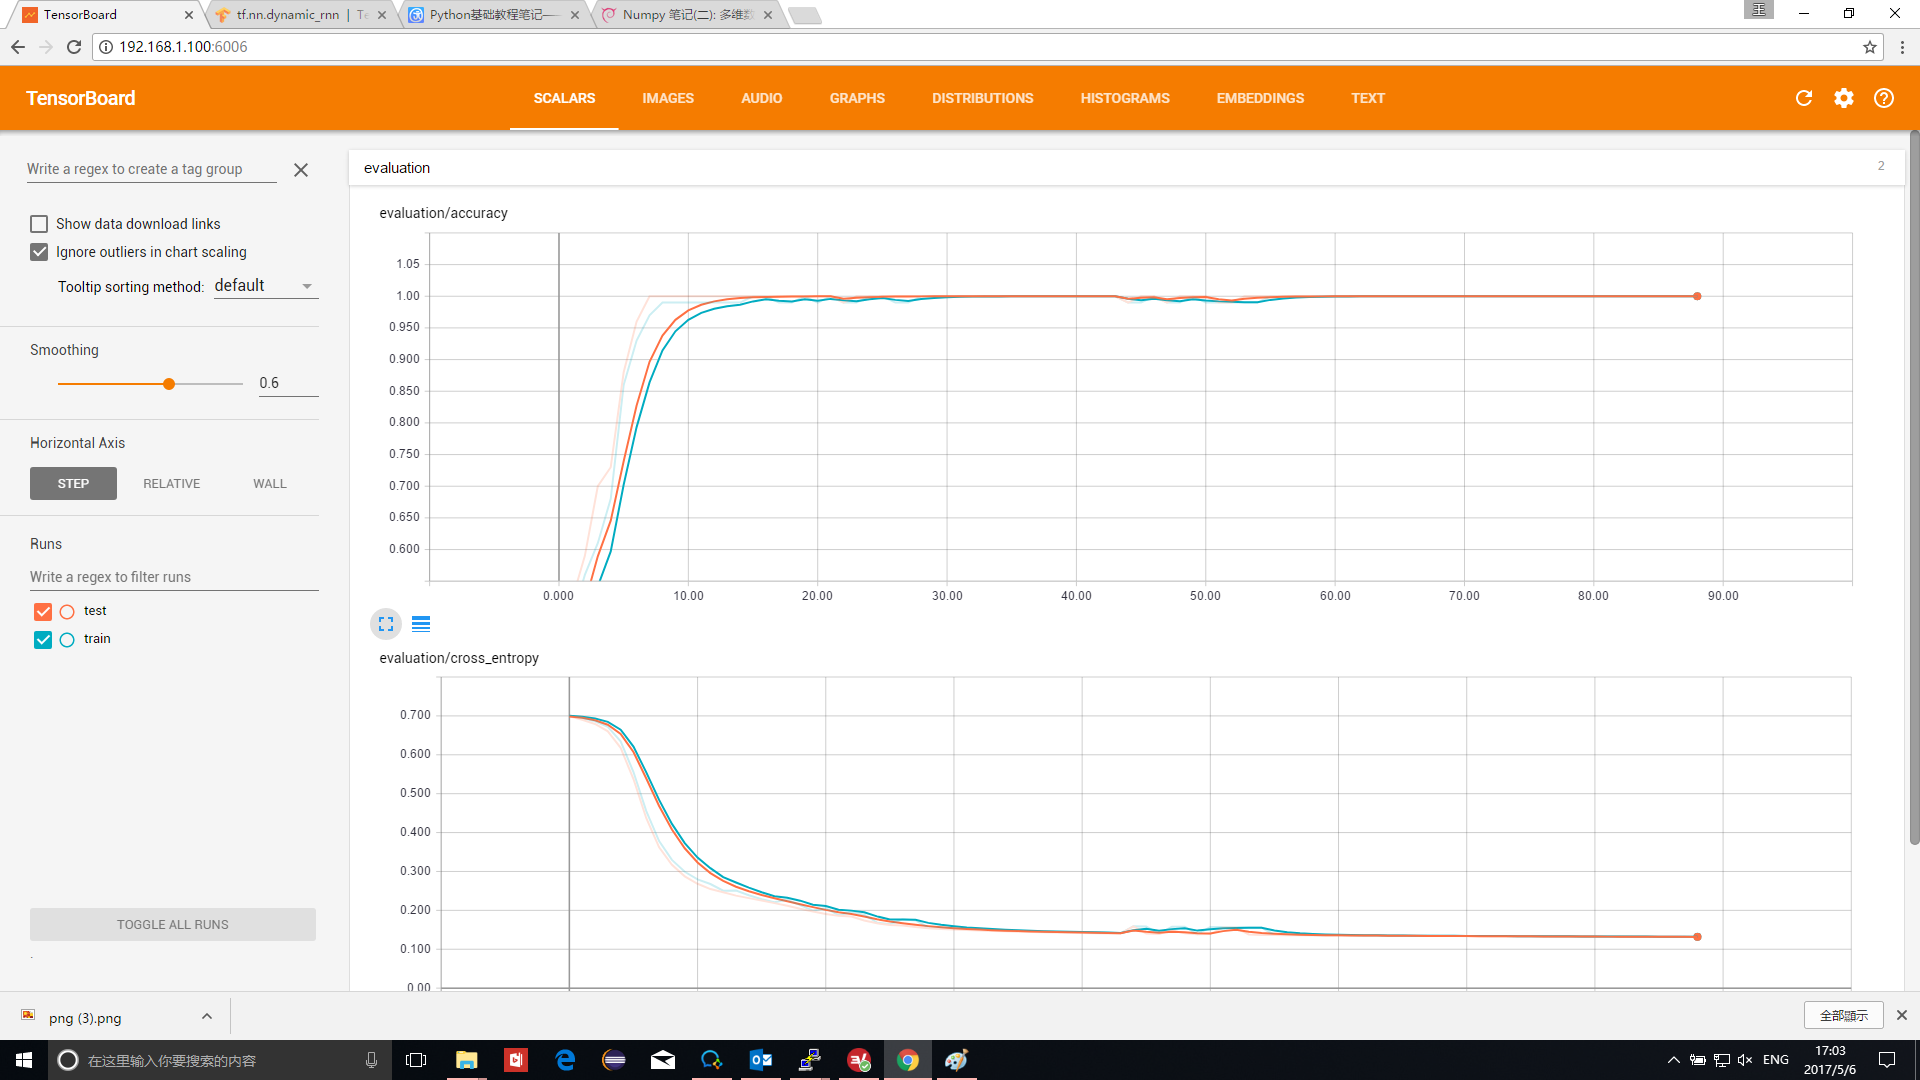 TensorBoard
tf.nn.dynamic_rnn | Te
Python基础教程笔记——
Numpy 笔记(二): 多维数
王
192.168.1.100:6006
TensorBoard
SCALARS
IMAGES
AUDIO
GRAPHS
DISTRIBUTIONS
HISTOGRAMS
EMBEDDINGS
TEXT
Write a regex to create a tag group
Show data download links
Ignore outliers in chart scaling
Tooltip sorting method: default
Smoothing
0.6
Horizontal Axis
STEP
RELATIVE
WALL
Runs
Write a regex to filter runs
test
train
TOGGLE ALL RUNS
evaluation
2
evaluation/accuracy
1.05
1.00
0.950
0.900
0.850
0.800
0.750
0.700
0.650
0.600
0.000 10.00 20.00 30.00 40.00 50.00 60.00 70.00 80.00 90.00
evaluation/cross_entropy
0.700
0.600
0.500
0.400
0.300
0.200
0.100
0.00
png (3).png
全部顯示
在这里输入你要搜索的内容
ENG
17:03
2017/5/6